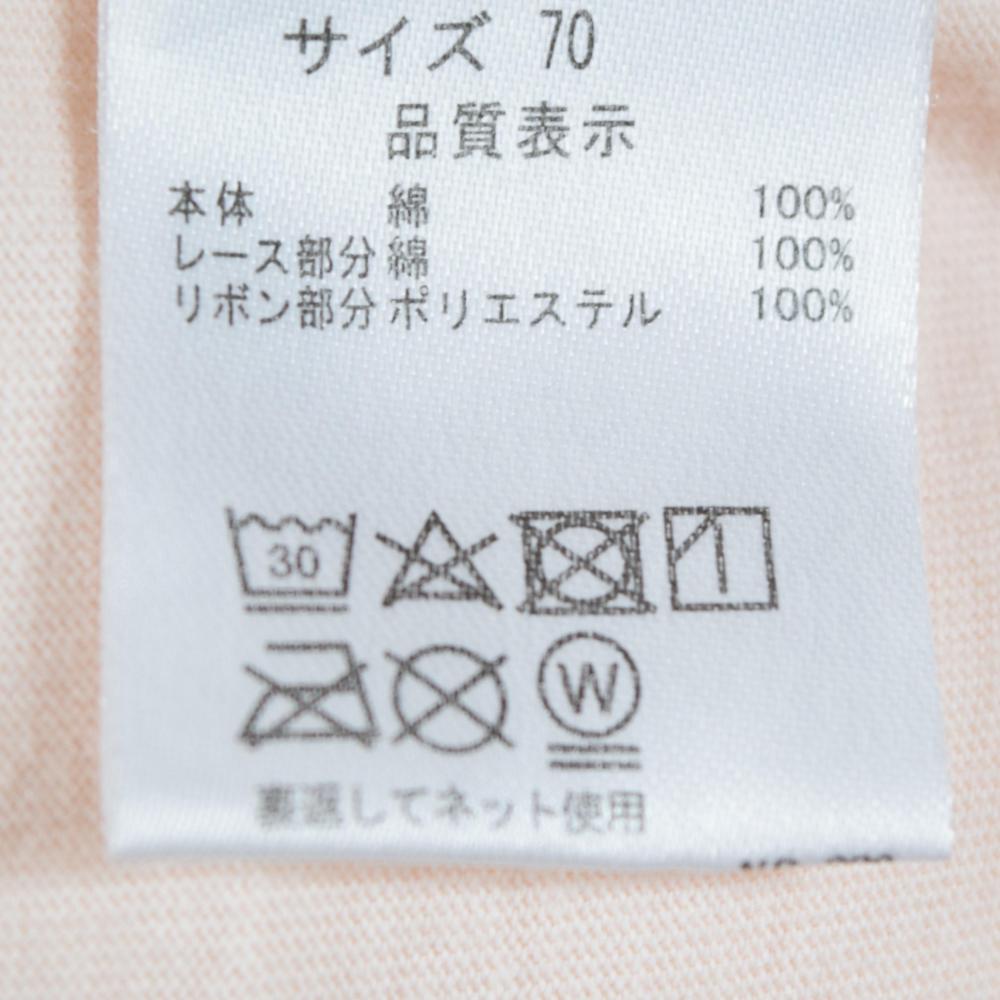 サイズ 70
品質表示
本体 綿 100%
レース部分 綿 100%
リボン部分 ポリエステル 100%
30
W
裏返してネット使用